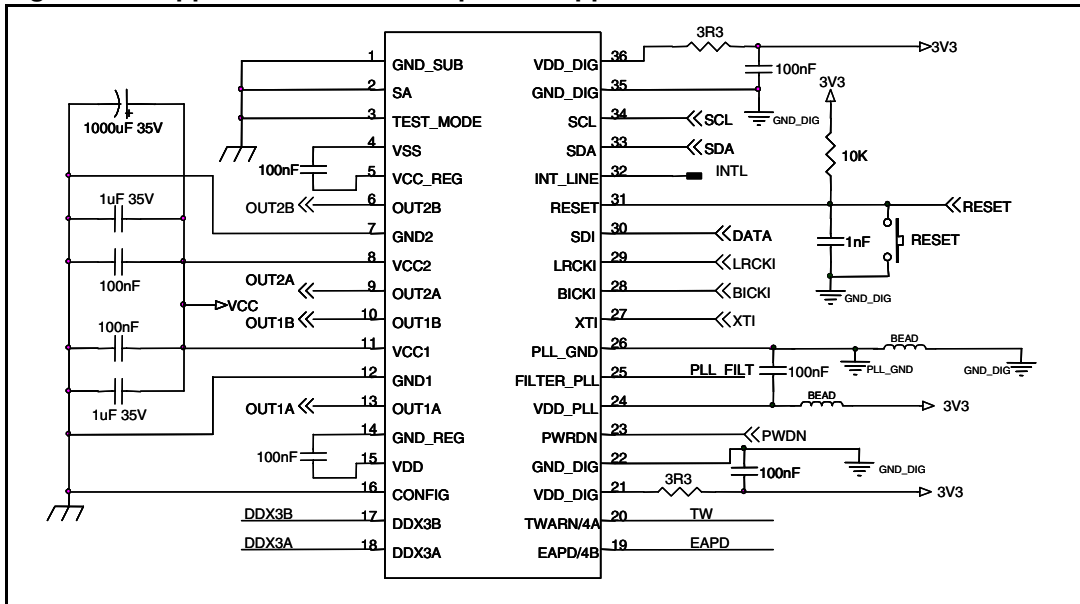 3R3
3V3
100nF
GND_DIG
3V3
10K
1000uF 35V
1uF 35V
100nF
VCC
100nF
1uF 35V
1 GND_SUB
2 SA
3 TEST_MODE
4 VSS
100nF
5 VCC_REG
OUT2B 6 OUT2B
7 GND2
8 VCC2
OUT2A 9 OUT2A
OUT1B 10 OUT1B
11 VCC1
12 GND1
OUT1A 13 OUT1A
14 GND_REG
100nF
15 VDD
16 CONFIG
DDX3B 17 DDX3B
DDX3A 18 DDX3A
VDD_DIG 36
GND_DIG 35
SCL 34 SCL
SDA 33 SDA
INT_LINE 32 INTL
RESET 31 RESET
1nF
RESET
GND_DIG
SDI 30 DATA
LRCKI 29 LRCKI
BICKI 28 BICKI
XTI 27 XTI
PLL_GND 26
BEAD
PLL_GND
GND_DIG
FILTER_PLL 25 PLL_FILT
100nF
VDD_PLL 24
BEAD
3V3
PWRDN 23 PWDN
GND_DIG 22
GND_DIG
100nF
VDD_DIG 21 3R3
3V3
TWARN/4A 20 TW
EAPD/4B 19 EAPD